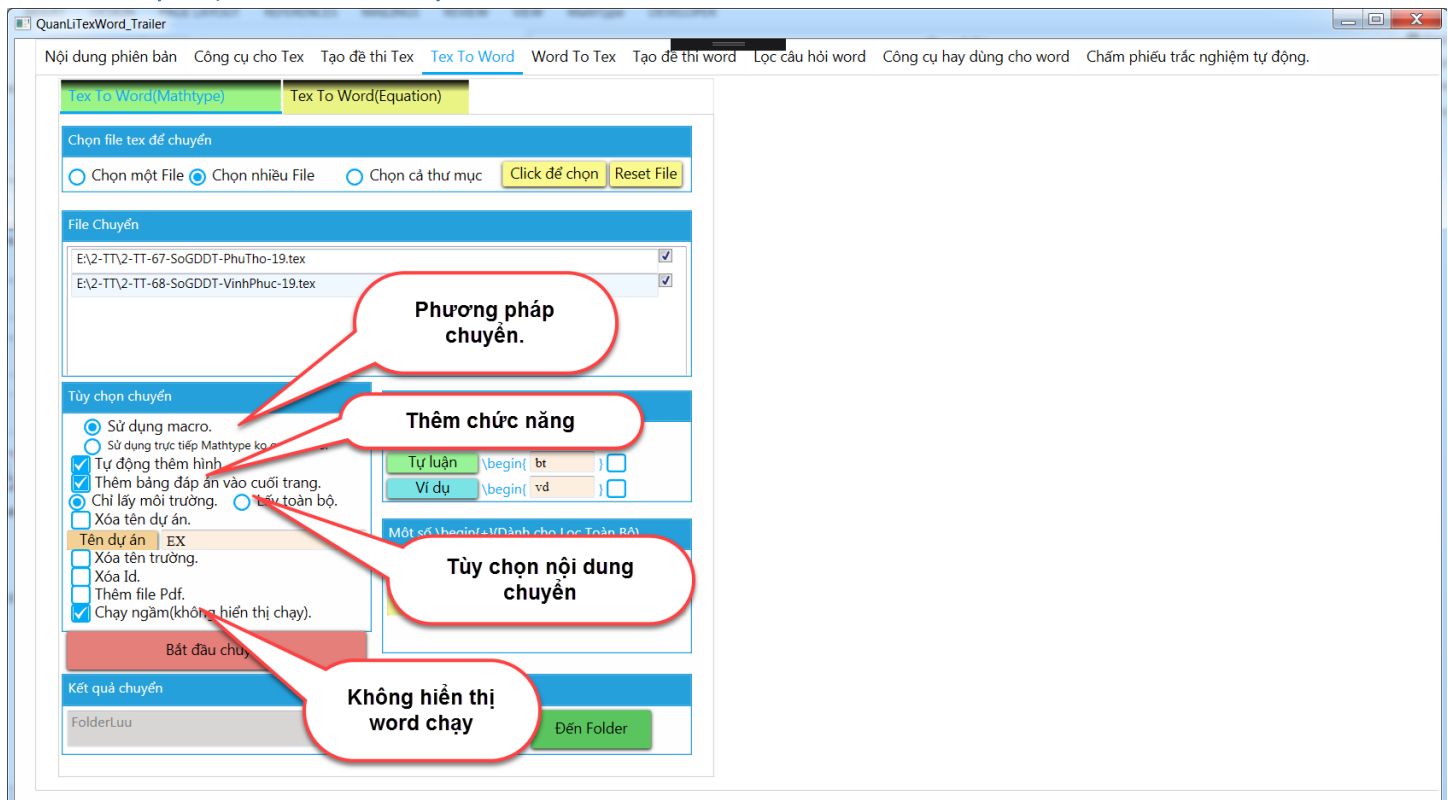 QuanLiTexWord_Trailer
Nội dung phiên bản Công cụ cho Tex Tạo đề thi Tex Tex To Word Word To Tex Tạo đề thi word Lọc câu hỏi word Công cụ hay dùng cho word Chấm phiếu trắc nghiệm tự động.
Tex To Word(Mathtype) Tex To Word(Equation)
Chọn file tex để chuyển
Chọn một File Chọn nhiều File Chọn cả thư mục Click để chọn Reset File
File Chuyển
E:\2-TT\2-TT-67-SoGDDT-PhuTho-19.tex
E:\2-TT\2-TT-68-SoGDDT-VinhPhuc-19.tex
Phương pháp
chuyển.
Tùy chọn chuyển
Sử dụng macro.
Thêm chức năng
Sử dụng trực tiếp Mathtype ko
Tự động thêm hình
Tự luận \begin{ bt }
Thêm bảng đáp án vào cuối trang.
Ví dụ \begin{ vd }
Chỉ lấy môi trường. Lấy toàn bộ.
Xóa tên dự án.
Một số \begin{+}(Dành cho Lọc Toàn Bộ)
Tên dự án EX
Xóa tên trường.
Tùy chọn nội dung
chuyển
Xóa Id.
Thêm file Pdf.
Chạy ngầm(không hiển thị chạy).
Bắt đầu
Kết quả chuyển
Không hiển thị
word chạy
FolderLuu
Đến Folder